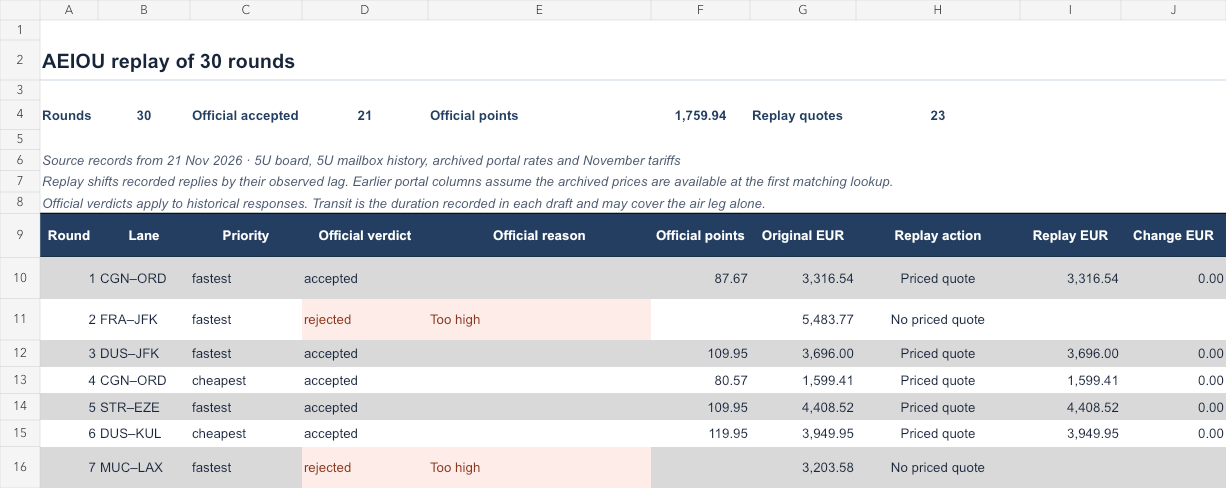 A B C D E F G H I J
1
2 AEIOU replay of 30 rounds
3
4 Rounds 30 Official accepted 21 Official points 1,759.94 Replay quotes 23
5
6 Source records from 21 Nov 2026 · 5U board, 5U mailbox history, archived portal rates and November tariffs
7 Replay shifts recorded replies by their observed lag. Earlier portal columns assume the archived prices are available at the first matching lookup.
8 Official verdicts apply to historical responses. Transit is the duration recorded in each draft and may cover the air leg alone.
9 Round Lane Priority Official verdict Official reason Official points Original EUR Replay action Replay EUR Change EUR
10 1 CGN–ORD fastest accepted 87.67 3,316.54 Priced quote 3,316.54 0.00
11 2 FRA–JFK fastest rejected Too high 5,483.77 No priced quote
12 3 DUS–JFK fastest accepted 109.95 3,696.00 Priced quote 3,696.00 0.00
13 4 CGN–ORD cheapest accepted 80.57 1,599.41 Priced quote 1,599.41 0.00
14 5 STR–EZE fastest accepted 109.95 4,408.52 Priced quote 4,408.52 0.00
15 6 DUS–KUL cheapest accepted 119.95 3,949.95 Priced quote 3,949.95 0.00
16 7 MUC–LAX fastest rejected Too high 3,203.58 No priced quote